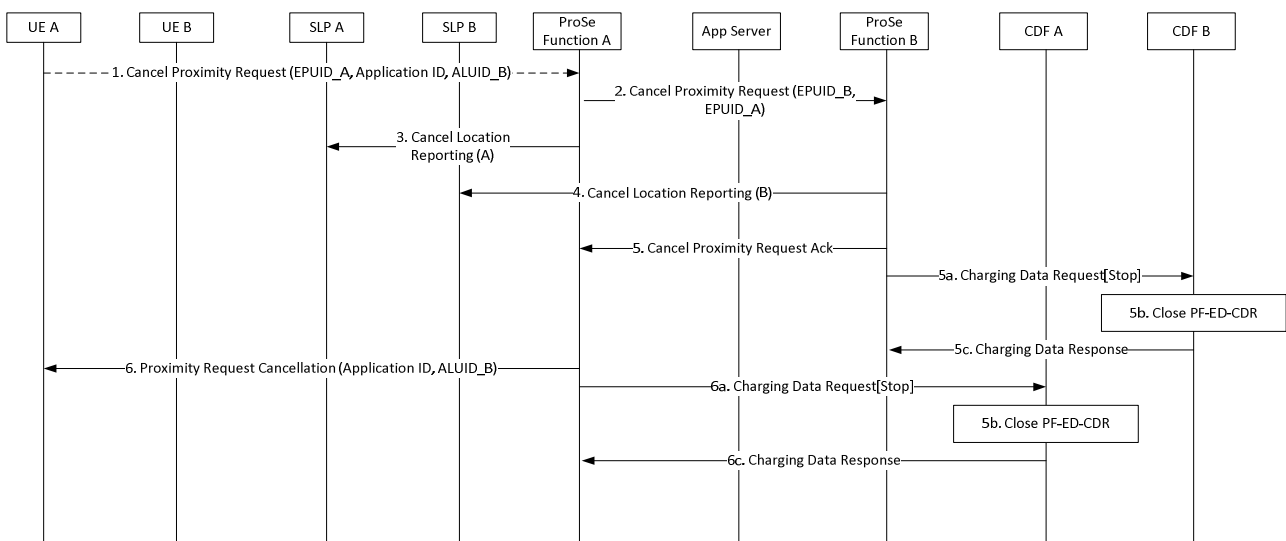 UE A
UE B
SLP A
SLP B
ProSe
Function A
App Server
ProSe
Function B
CDF A
CDF B
1. Cancel Proximity Request (EPUID_A, Application ID, ALUID_B)
2. Cancel Proximity Request (EPUID_B,
EPUID_A)
3. Cancel Location
Reporting (A)
4. Cancel Location Reporting (B)
5. Cancel Proximity Request Ack
5a. Charging Data Request[Stop]
5b. Close PF-ED-CDR
5c. Charging Data Response
6. Proximity Request Cancellation (Application ID, ALUID_B)
6a. Charging Data Request[Stop]
5b. Close PF-ED-CDR
6c. Charging Data Response